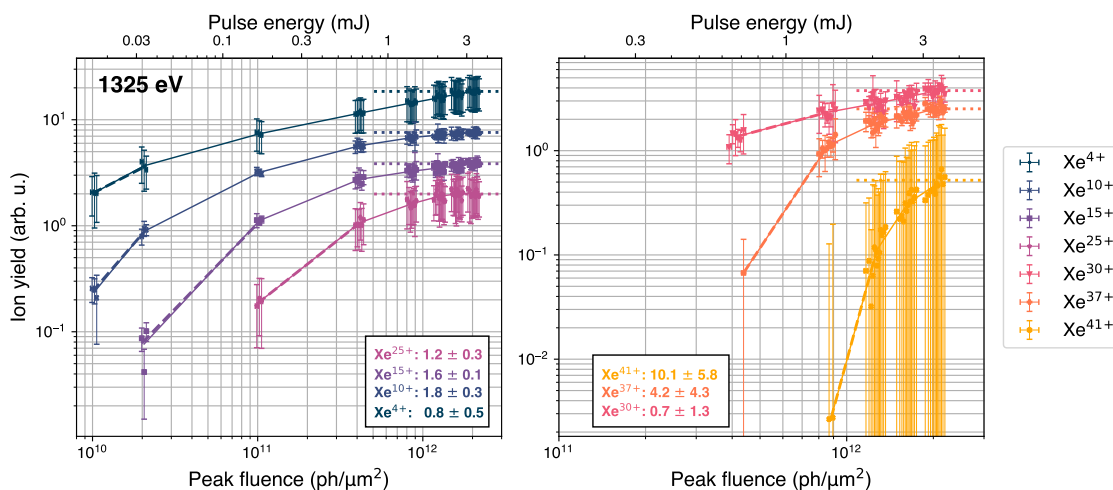 Pulse energy (mJ)
0.03 0.1 0.3 1 3
1325 eV
Ion yield (arb. u.)
10¹
10⁰
10⁻¹
Xe²⁵⁺: 1.2 ± 0.3
Xe¹⁵⁺: 1.6 ± 0.1
Xe¹⁰⁺: 1.8 ± 0.3
Xe⁴⁺: 0.8 ± 0.5
10¹⁰ 10¹¹ 10¹²
Peak fluence (ph/μm²)
Pulse energy (mJ)
0.3 1 3
10⁰
10⁻¹
10⁻²
Xe⁴¹⁺: 10.1 ± 5.8
Xe³⁷⁺: 4.2 ± 4.3
Xe³⁰⁺: 0.7 ± 1.3
10¹¹ 10¹²
Peak fluence (ph/μm²)
Xe⁴⁺
Xe¹⁰⁺
Xe¹⁵⁺
Xe²⁵⁺
Xe³⁰⁺
Xe³⁷⁺
Xe⁴¹⁺